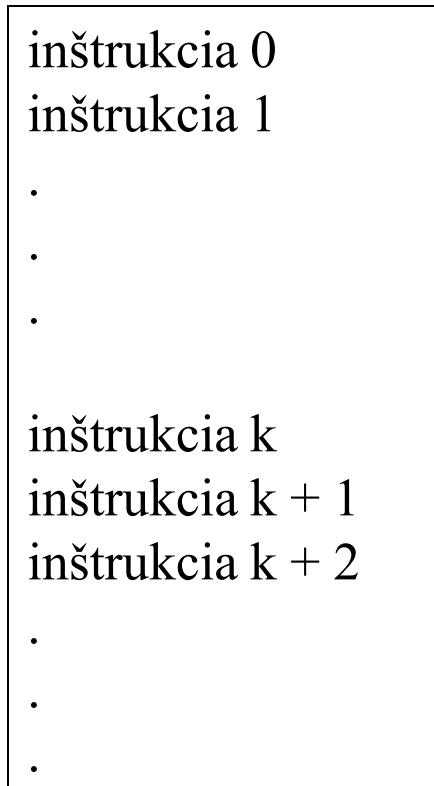 inštrukcia 0
inštrukcia 1
.
.
.
inštrukcia k
inštrukcia k + 1
inštrukcia k + 2
.
.
.